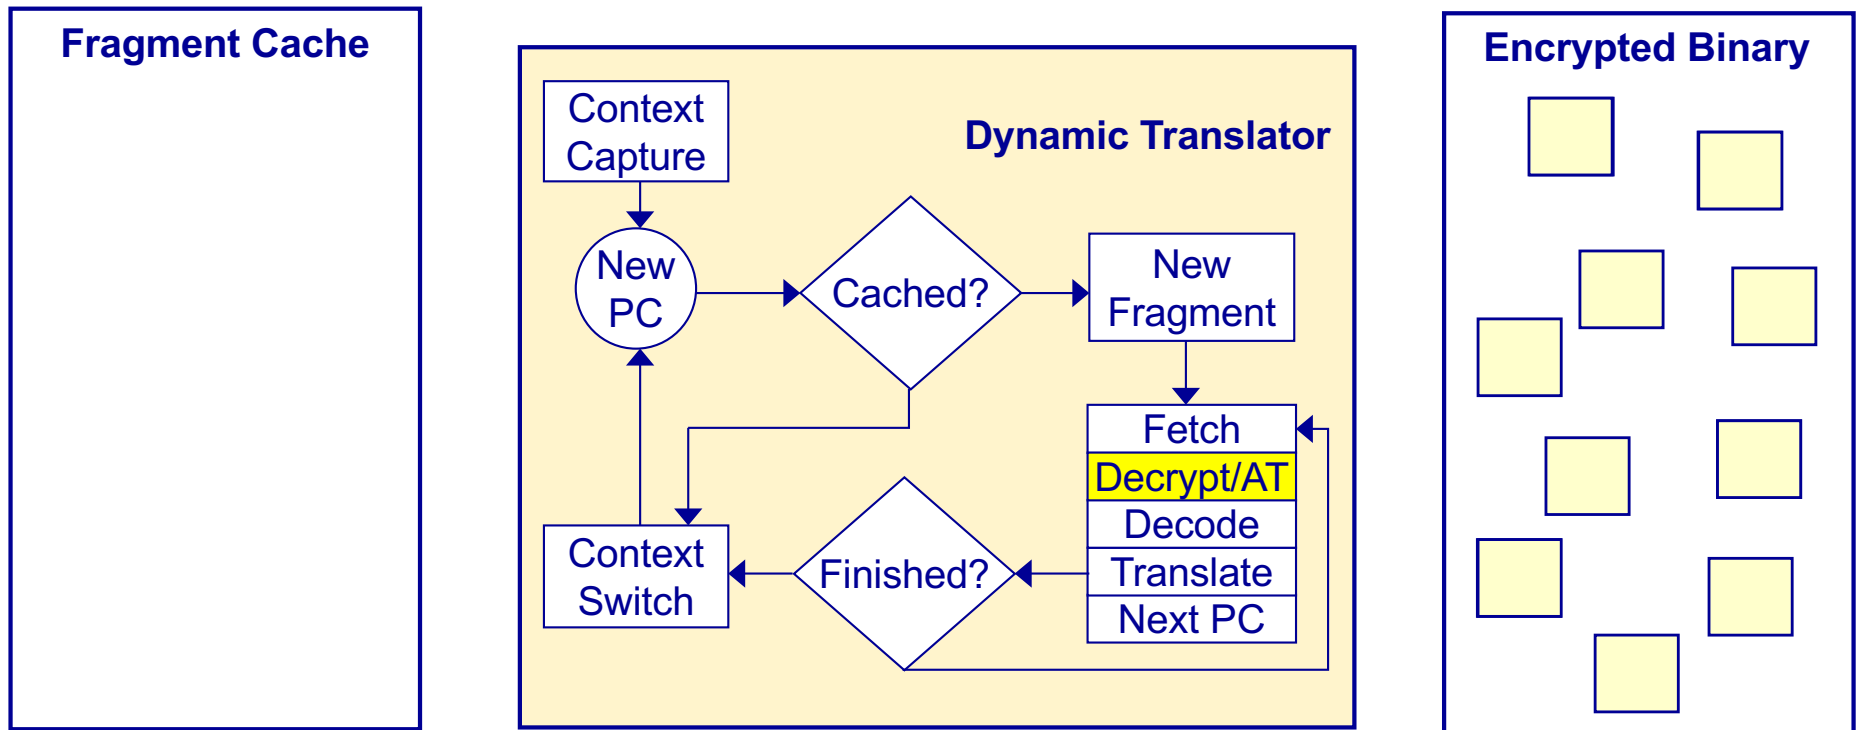 Fragment Cache
Context
Capture
Dynamic Translator
New
PC
Cached?
New
Fragment
Fetch
Decrypt/AT
Decode
Translate
Next PC
Finished?
Context
Switch
Encrypted Binary